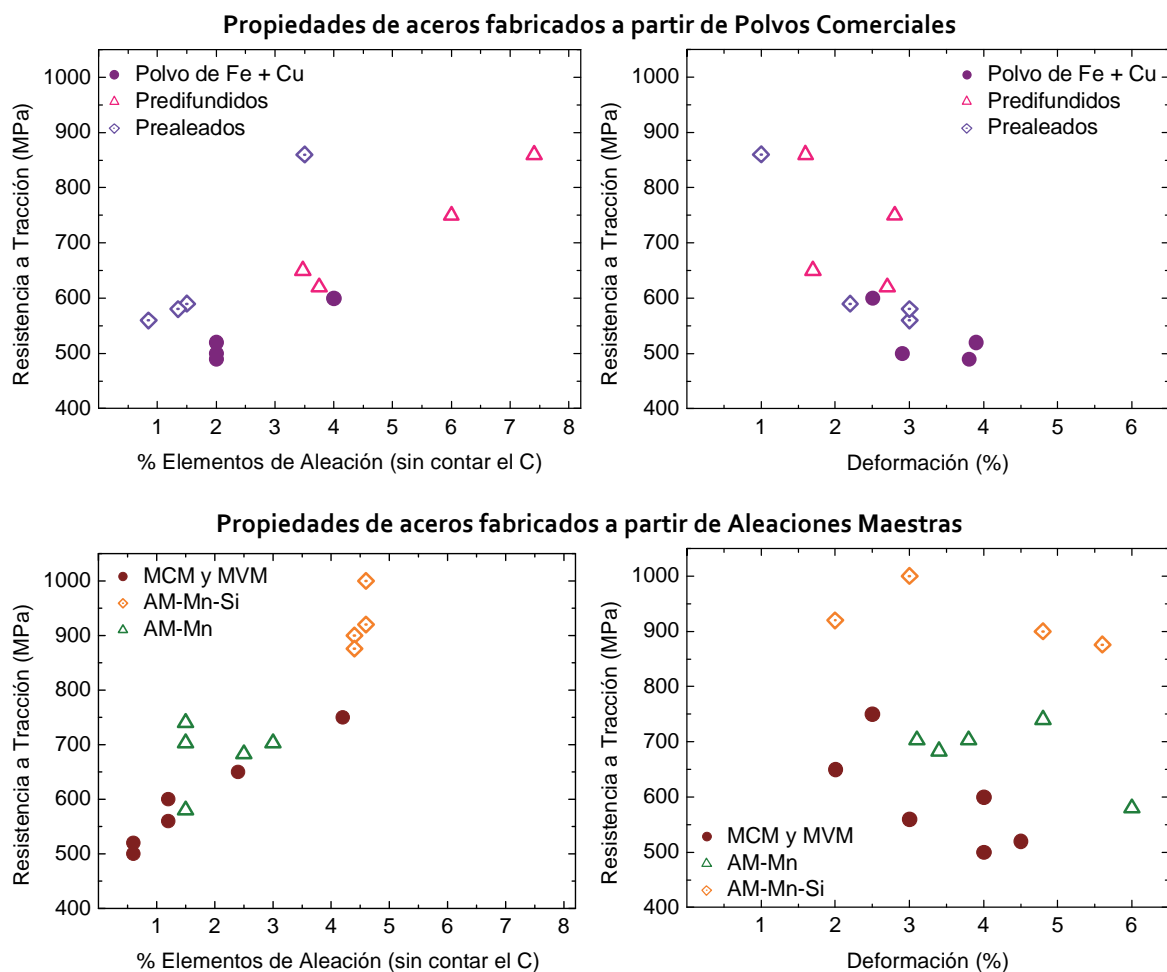 Propiedades de aceros fabricados a partir de Polvos Comerciales
1000
900
800
700
600
500
400
Resistencia a Tracción (MPa)
Polvo de Fe + Cu
Predifundidos
Prealeados
1 2 3 4 5 6 7 8
% Elementos de Aleación (sin contar el C)
1000
900
800
700
600
500
400
Resistencia a Tracción (MPa)
Polvo de Fe + Cu
Predifundidos
Prealeados
1 2 3 4 5 6
Deformación (%)
Propiedades de aceros fabricados a partir de Aleaciones Maestras
1000
900
800
700
600
500
400
Resistencia a Tracción (MPa)
MCM y MVM
AM-Mn-Si
AM-Mn
1 2 3 4 5 6 7 8
% Elementos de Aleación (sin contar el C)
1000
900
800
700
600
500
400
Resistencia a Tracción (MPa)
MCM y MVM
AM-Mn
AM-Mn-Si
1 2 3 4 5 6
Deformación (%)